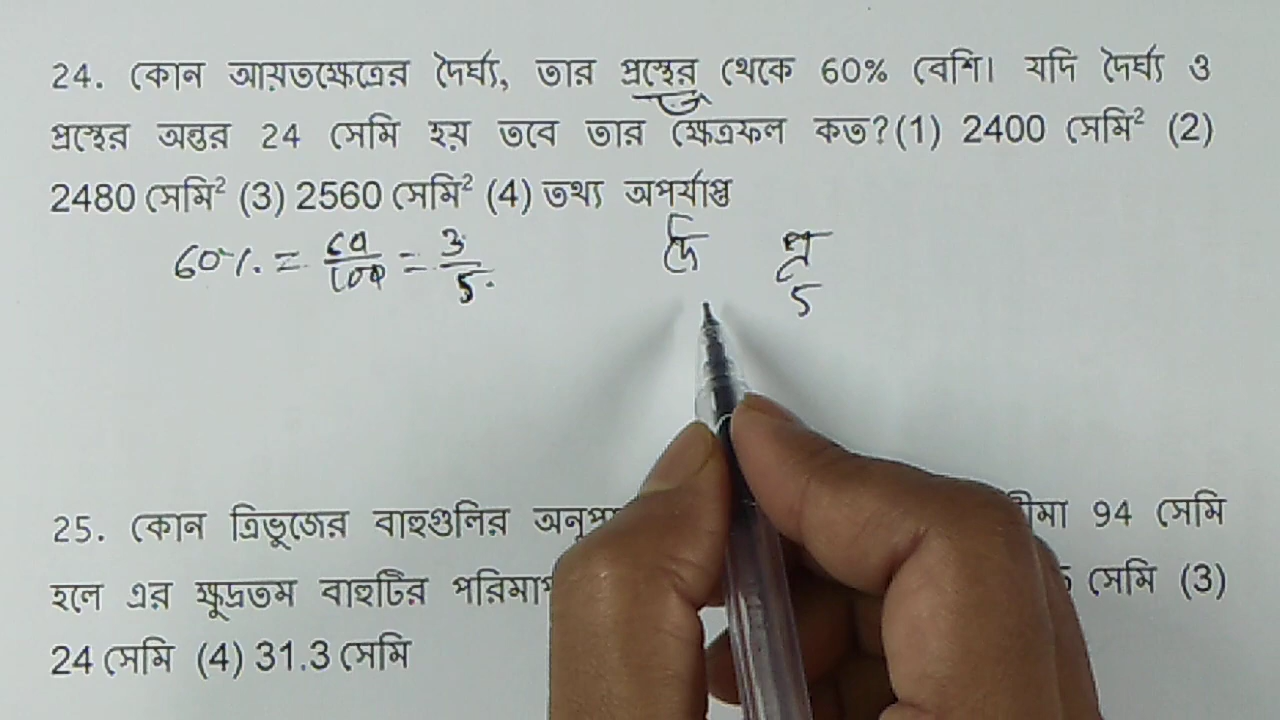 24. কোন আয়তক্ষেত্রের দৈর্ঘ্য, তার প্রস্থের থেকে 60% বেশি। যদি দৈর্ঘ্য ও
প্রস্থের অন্তর 24 সেমি হয় তবে তার ক্ষেত্রফল কত?(1) 2400 সেমি² (2)
2480 সেমি² (3) 2560 সেমি² (4) তথ্য অপর্যাপ্ত
60% = 60/100 = 3/5 দৈ প্র
5
25. কোন ত্রিভুজের বাহুগুলির 94 সেমি
হলে এর ক্ষুদ্রতম বাহুটির সেমি (3)
24 সেমি (4) 31.3 সেমি